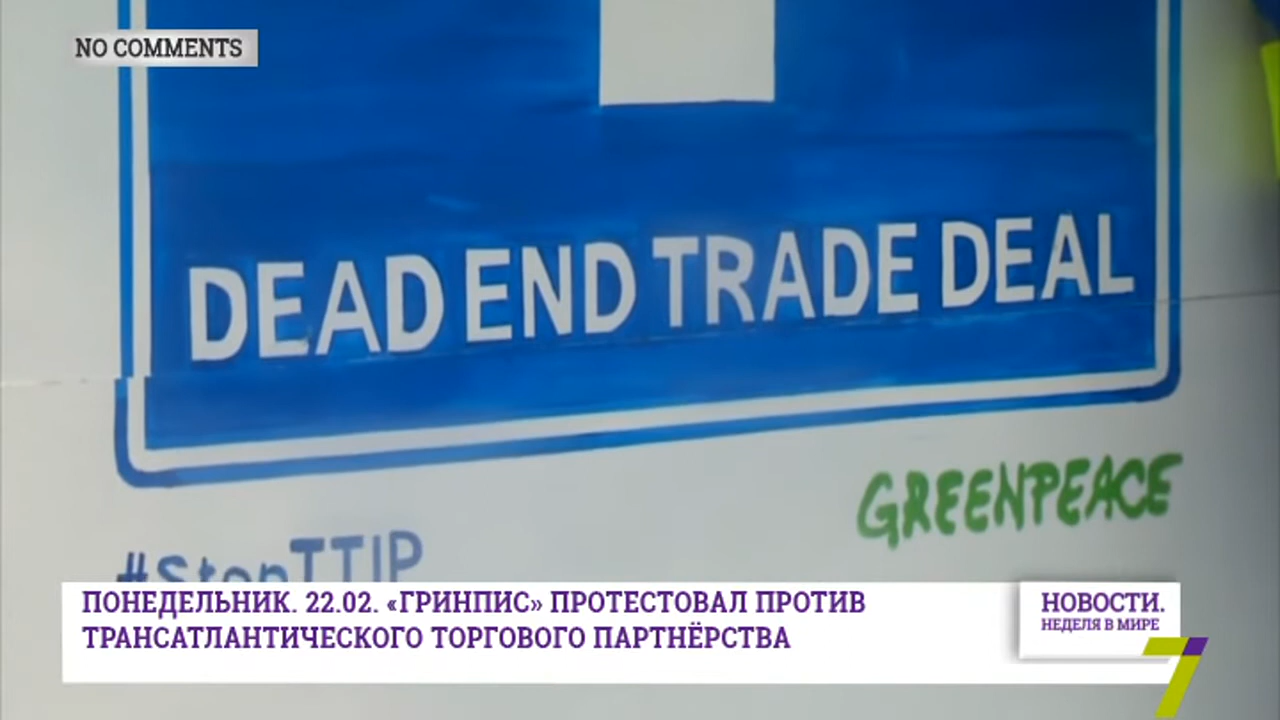 NO COMMENTS
DEAD END TRADE DEAL
GREENPEACE
#StopTTIP
ПОНЕДЕЛЬНИК. 22.02. «ГРИНПИС» ПРОТЕСТОВАЛ ПРОТИВ
ТРАНСАТЛАНТИЧЕСКОГО ТОРГОВОГО ПАРТНЁРСТВА
НОВОСТИ.
НЕДЕЛЯ В МИРЕ
7